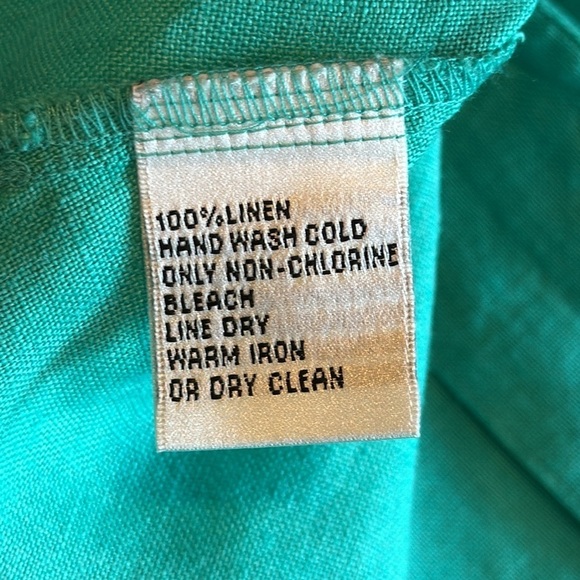 100% LINEN
HAND WASH COLD
ONLY NON-CHLORINE
BLEACH
LINE DRY
WARM IRON
OR DRY CLEAN